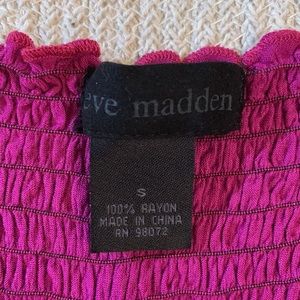 eve madden
S
100% RAYON
MADE IN CHINA
RN 98072